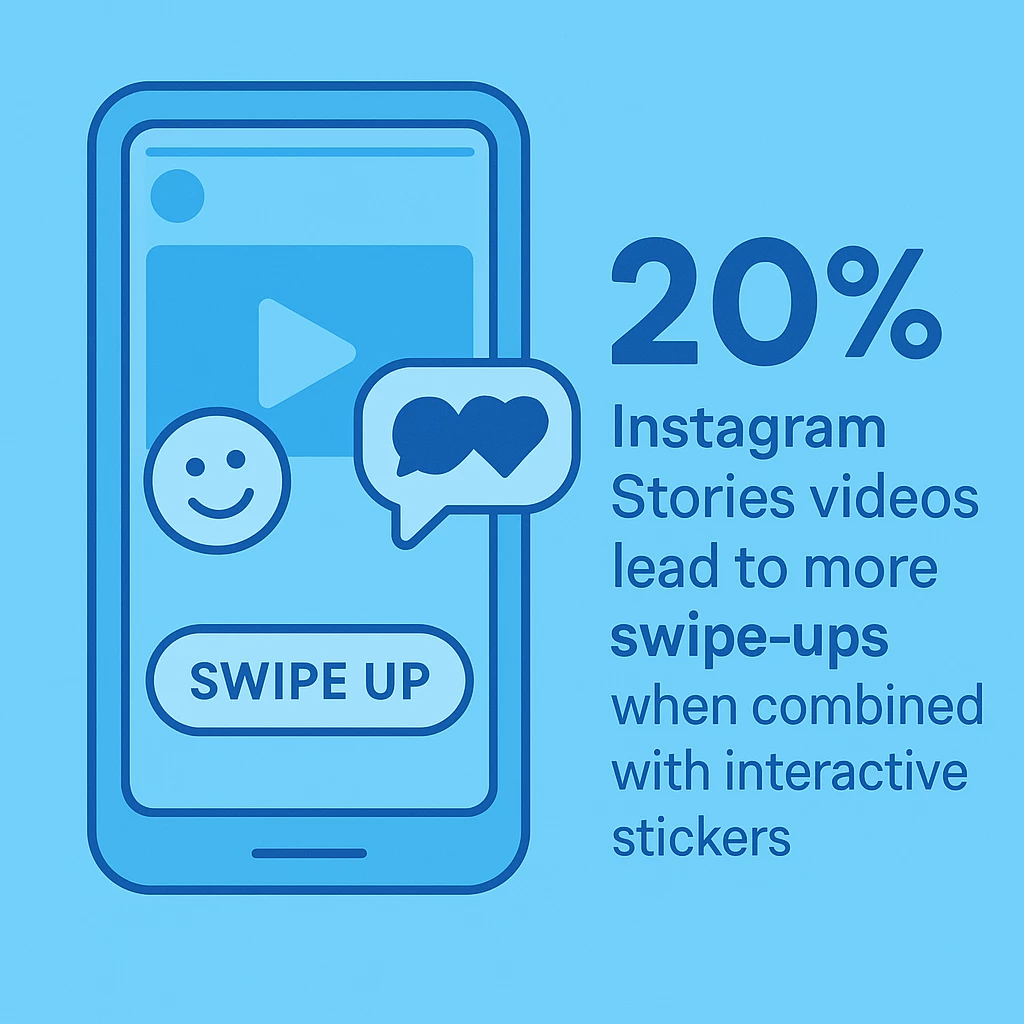 SWIPE UP
20%
Instagram
Stories videos
lead to more
swipe-ups
when combined
with interactive
stickers